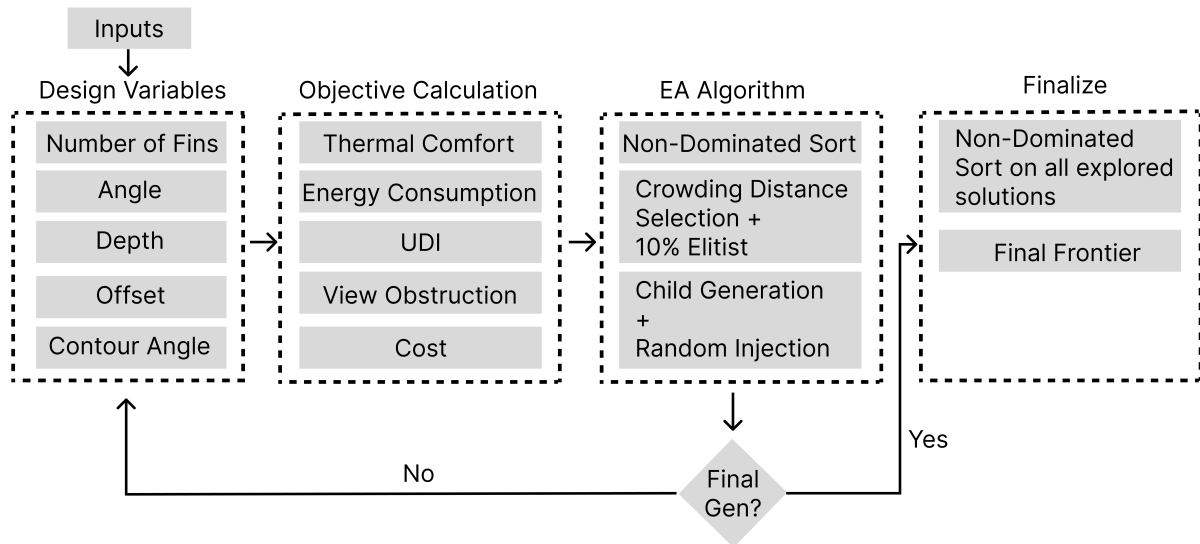 Inputs
Design Variables
Number of Fins
Angle
Depth
Offset
Contour Angle
Objective Calculation
Thermal Comfort
Energy Consumption
UDI
View Obstruction
Cost
EA Algorithm
Non-Dominated Sort
Crowding Distance
Selection +
10% Elitist
Child Generation
+
Random Injection
Finalize
Non-Dominated
Sort on all explored
solutions
Final Frontier
Final
Gen?
No
Yes